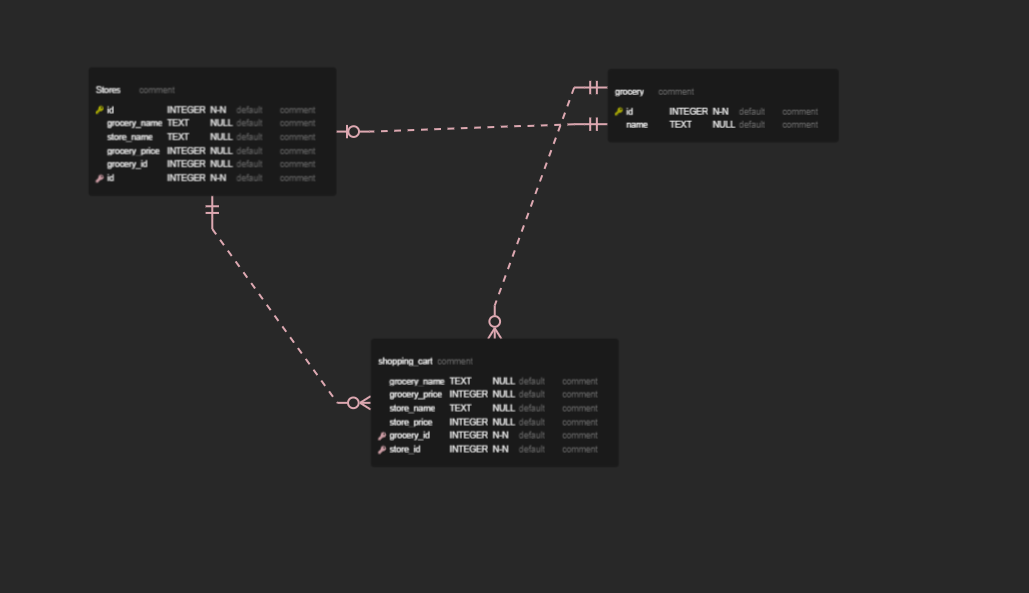 Stores comment
id INTEGER N-N default comment
grocery_name TEXT NULL default comment
store_name TEXT NULL default comment
grocery_price INTEGER NULL default comment
grocery_id INTEGER NULL default comment
id INTEGER N-N default comment
grocery comment
id INTEGER N-N default comment
name TEXT NULL default comment
shopping_cart comment
grocery_name TEXT NULL default comment
grocery_price INTEGER NULL default comment
store_name TEXT NULL default comment
store_price INTEGER NULL default comment
grocery_id INTEGER N-N default comment
store_id INTEGER N-N default comment